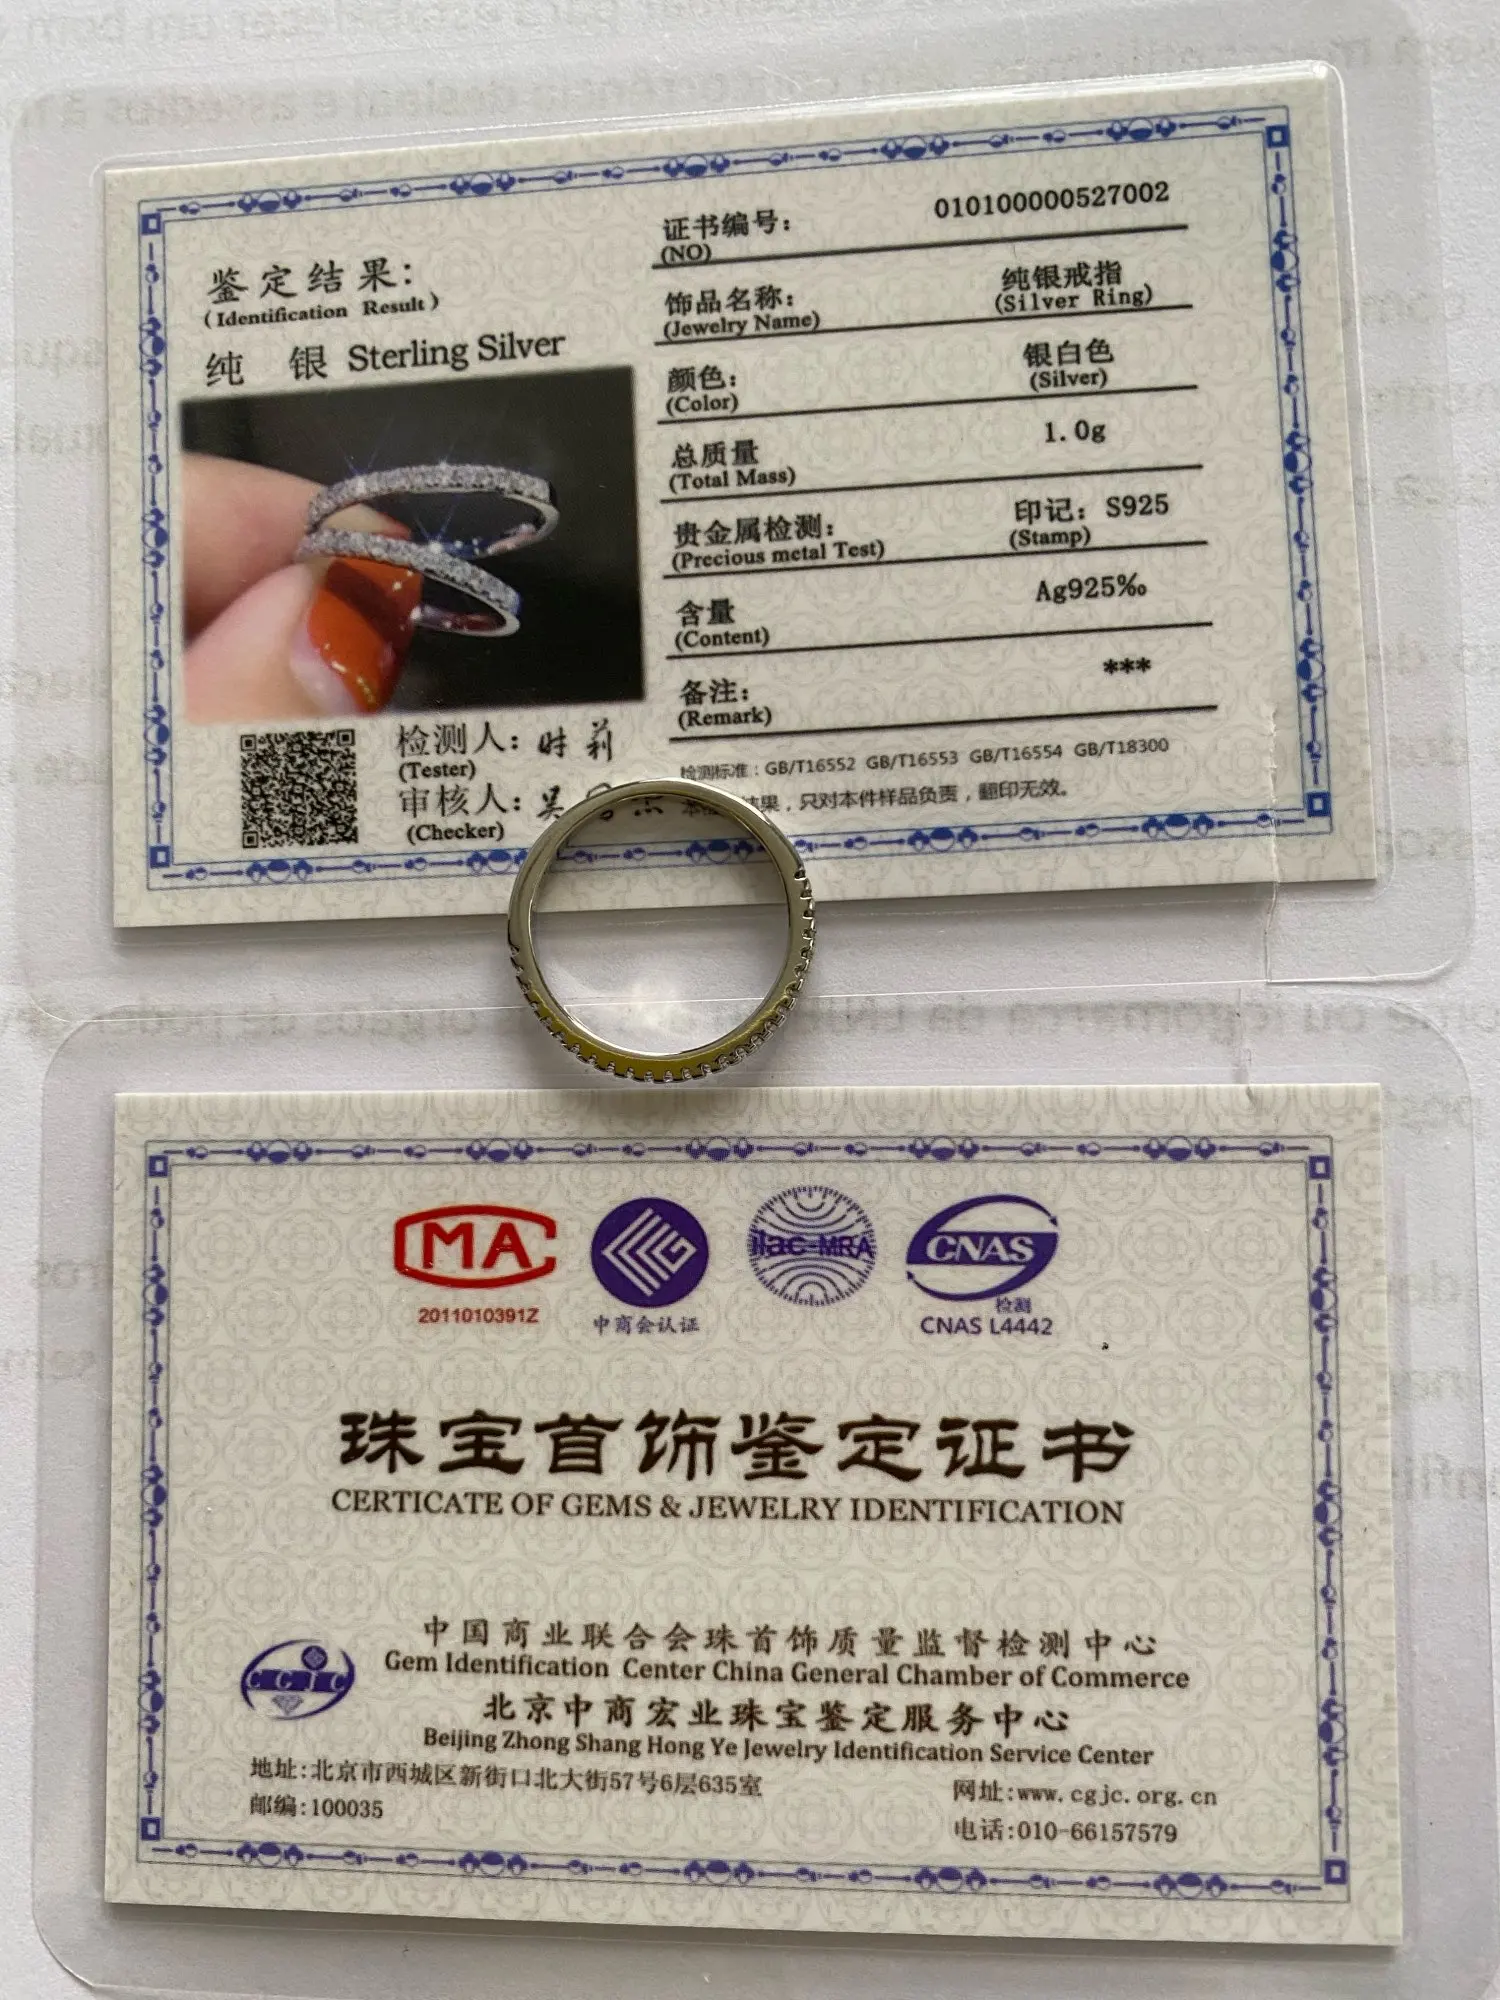 鉴定结果：
(Identification Result)
纯 银 Sterling Silver
证书编号： 010100000527002
(NO)
饰品名称： 纯银戒指
(Jewelry Name) (Silver Ring)
颜色： 银白色
(Color) (Silver)
总质量 1.0g
(Total Mass)
贵金属检测： 印记：S925
(Precious metal Test) (Stamp)
含量 Ag925‰
(Content)
备注： ***
(Remark)
检测标准：GB/T16552 GB/T16553 GB/T16554 GB/T18300
果，只对本件样品负责，翻印无效。
检测人：时莉
(Tester)
审核人：吴
(Checker)
MA
2011010391Z
中商会认证
ilac-MRA
CNAS
检测
CNAS L4442
珠宝首饰鉴定证书
CERTICATE OF GEMS & JEWELRY IDENTIFICATION
CGJC
中国商业联合会珠首饰质量监督检测中心
Gem Identification Center China General Chamber of Commerce
北京中商宏业珠宝鉴定服务中心
Beijing Zhong Shang Hong Ye Jewelry Identification Service Center
地址:北京市西城区新街口北大街57号6层635室
邮编:100035
网址:www.cgjc.org.cn
电话:010-66157579